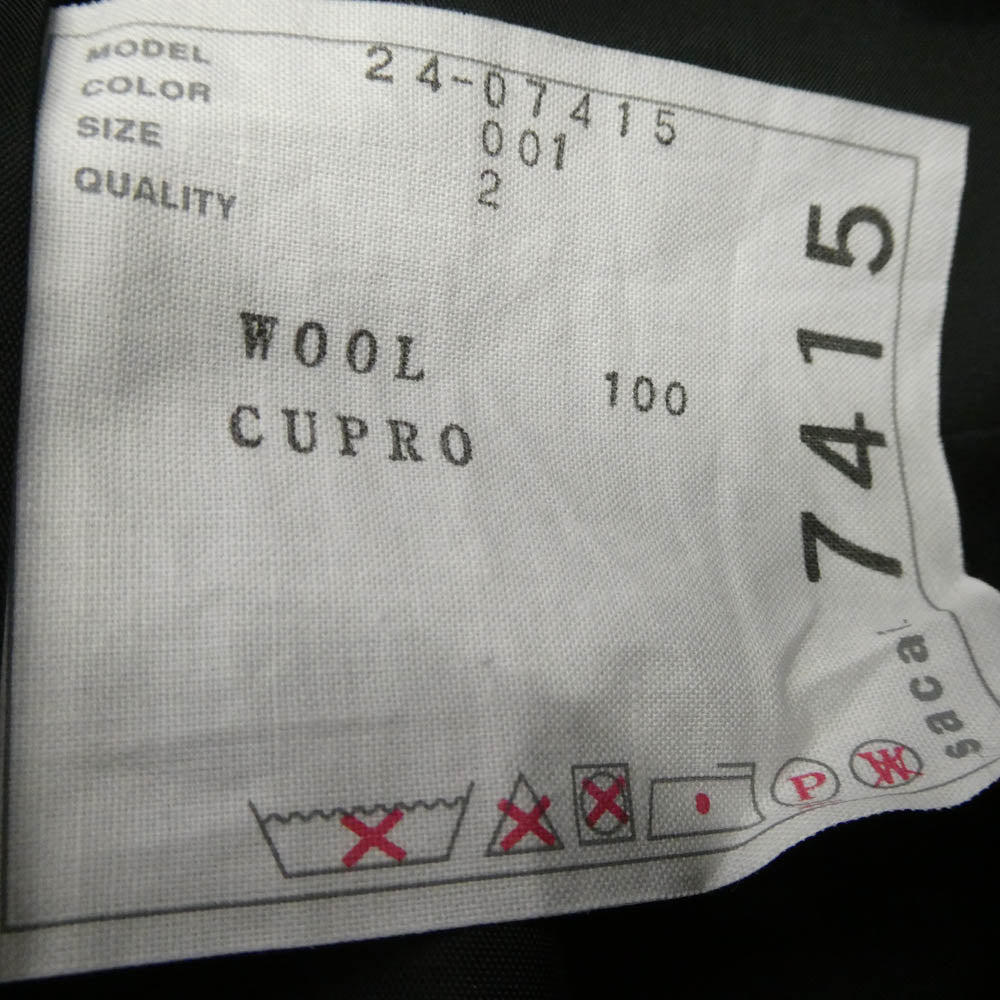 MODEL 24-07415
COLOR 001
SIZE 2
QUALITY
WOOL 100
CUPRO
7415
sacai
P
W